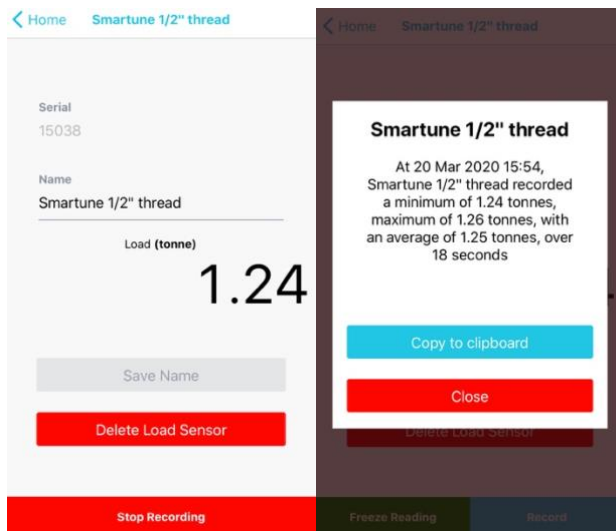 Home Smartune 1/2" thread
Serial
15038
Name
Smartune 1/2" thread
Load (tonne)
1.24
Save Name
Delete Load Sensor
Stop Recording
Home Smartune 1/2" thread
Smartune 1/2" thread
At 20 Mar 2020 15:54,
Smartune 1/2" thread recorded
a minimum of 1.24 tonnes,
maximum of 1.26 tonnes, with
an average of 1.25 tonnes, over
18 seconds
Copy to clipboard
Close
Delete Load Sensor
Freeze Reading Record